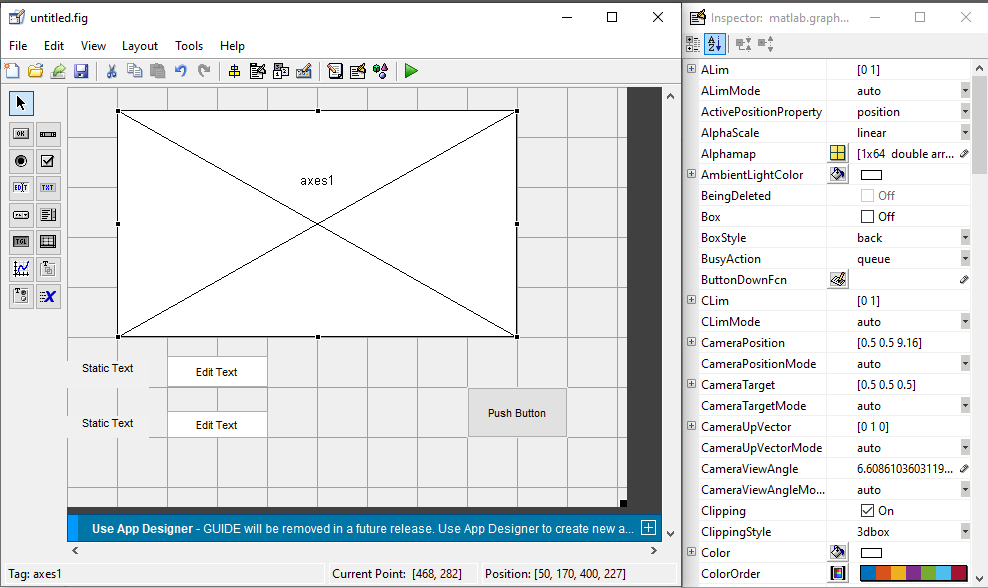 untitled.fig
File Edit View Layout Tools Help
OK
EDIT TXT
TGL
axes1
Static Text Edit Text
Push Button
Static Text Edit Text
Use App Designer - GUIDE will be removed in a future release. Use App Designer to create new a...
Tag: axes1 Current Point: [468, 282] Position: [50, 170, 400, 227]
Inspector: matlab.graph...
ALim [0 1]
ALimMode auto
ActivePositionProperty position
AlphaScale linear
Alphamap [1x64 double arr...
AmbientLightColor
BeingDeleted Off
Box Off
BoxStyle back
BusyAction queue
ButtonDownFcn
CLim [0 1]
CLimMode auto
CameraPosition [0.5 0.5 9.16]
CameraPositionMode auto
CameraTarget [0.5 0.5 0.5]
CameraTargetMode auto
CameraUpVector [0 1 0]
CameraUpVectorMode auto
CameraViewAngle 6.6086103603119...
CameraViewAngleMo... auto
Clipping On
ClippingStyle 3dbox
Color
ColorOrder